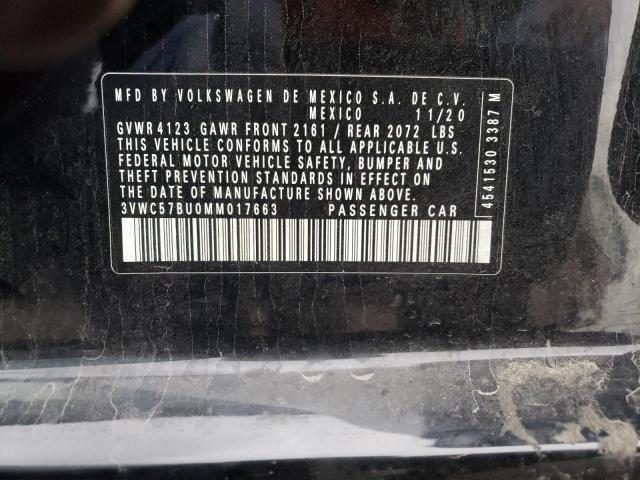 MFD BY VOLKSWAGEN DE MEXICO S.A. DE C.V.
MEXICO 11/20
GVWR 4123 GAWR FRONT 2161 / REAR 2072 LBS
THIS VEHICLE CONFORMS TO ALL APPLICABLE U.S.
FEDERAL MOTOR VEHICLE SAFETY, BUMPER AND
THEFT PREVENTION STANDARDS IN EFFECT ON THE
DATE OF MANUFACTURE SHOWN ABOVE.
3VWC57BU0MM017663 PASSENGER CAR
4541530 3387 M